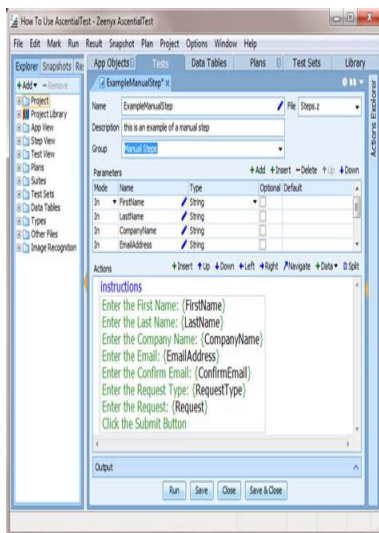 How To Use AscentialTest - Zeenyx AscentialTest
File Edit Mark Run Result Snapshot Plan Project Options Window Help
Explorer Snapshots Re
App Objects Tests Data Tables Plans Test Sets Library
+Add Remove
Project
Project Library
App View
Step View
Test View
Plans
Suites
Test Sets
Data Tables
Types
Other Files
Image Recognition
ExampleManualStep* x
Name ExampleManualStep File Steps.z
Description this is an example of a manual step
Group Manual Steps
Parameters +Add +Insert -Delete Up Down
Mode Name Type Optional Default
In FirstName String
In LastName String
In CompanyName String
In EmailAddress String
Actions +Insert Up Down Left Right Navigate +Data Split
instructions
Enter the First Name: {FirstName}
Enter the Last Name: {LastName}
Enter the Company Name: {CompanyName}
Enter the Email: {EmailAddress}
Enter the Confirm Email: {ConfirmEmail}
Enter the Request Type: {RequestType}
Enter the Request: {Request}
Click the Submit Button
Output
Run Save Close Save & Close
Actions Explorer